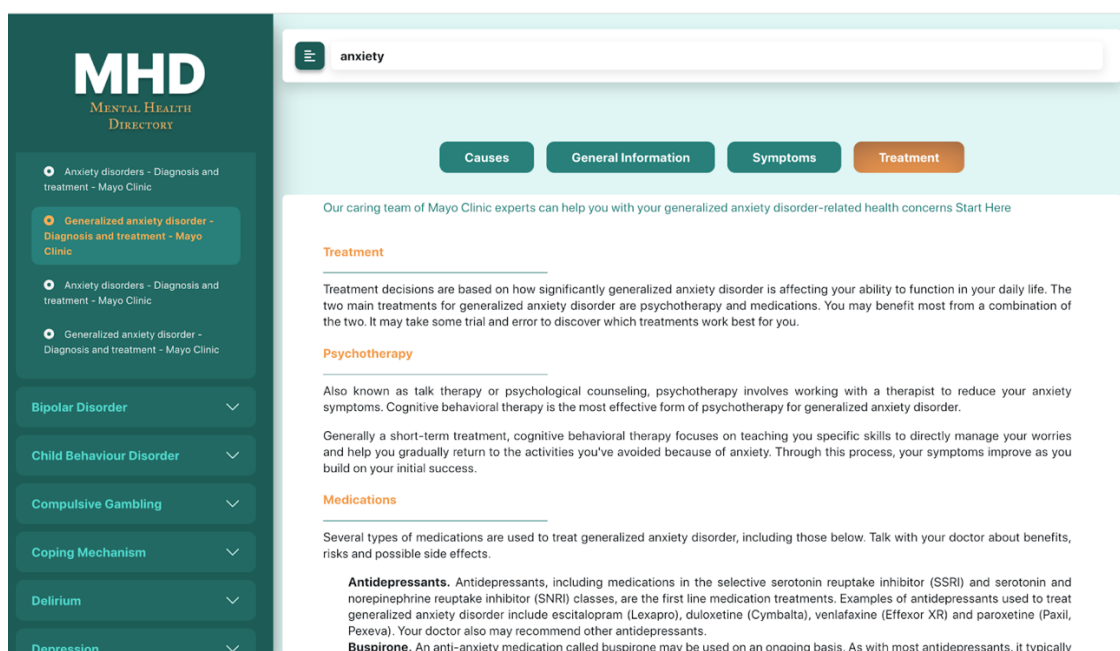 MHD
MENTAL HEALTH
DIRECTORY
Anxiety disorders - Diagnosis and
treatment - Mayo Clinic
Generalized anxiety disorder -
Diagnosis and treatment - Mayo
Clinic
Anxiety disorders - Diagnosis and
treatment - Mayo Clinic
Generalized anxiety disorder -
Diagnosis and treatment - Mayo Clinic
Bipolar Disorder
Child Behaviour Disorder
Compulsive Gambling
Coping Mechanism
Delirium
Depression
anxiety
Causes
General Information
Symptoms
Treatment
Our caring team of Mayo Clinic experts can help you with your generalized anxiety disorder-related health concerns Start Here
Treatment
Treatment decisions are based on how significantly generalized anxiety disorder is affecting your ability to function in your daily life. The
two main treatments for generalized anxiety disorder are psychotherapy and medications. You may benefit most from a combination of
the two. It may take some trial and error to discover which treatments work best for you.
Psychotherapy
Also known as talk therapy or psychological counseling, psychotherapy involves working with a therapist to reduce your anxiety
symptoms. Cognitive behavioral therapy is the most effective form of psychotherapy for generalized anxiety disorder.
Generally a short-term treatment, cognitive behavioral therapy focuses on teaching you specific skills to directly manage your worries
and help you gradually return to the activities you've avoided because of anxiety. Through this process, your symptoms improve as you
build on your initial success.
Medications
Several types of medications are used to treat generalized anxiety disorder, including those below. Talk with your doctor about benefits,
risks and possible side effects.
Antidepressants. Antidepressants, including medications in the selective serotonin reuptake inhibitor (SSRI) and serotonin and
norepinephrine reuptake inhibitor (SNRI) classes, are the first line medication treatments. Examples of antidepressants used to treat
generalized anxiety disorder include escitalopram (Lexapro), duloxetine (Cymbalta), venlafaxine (Effexor XR) and paroxetine (Paxil,
Pexeva). Your doctor also may recommend other antidepressants.
Buspirone. An anti-anxiety medication called buspirone may be used on an ongoing basis. As with most antidepressants, it typically